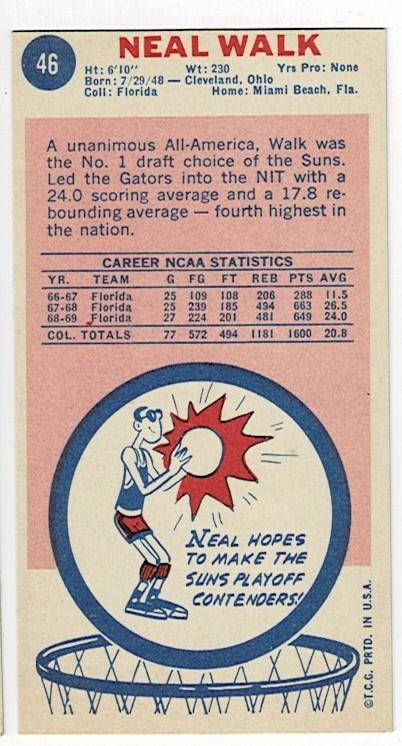 46
NEAL WALK
Ht: 6'10" Wt: 230 Yrs Pro: None
Born: 7/29/48 — Cleveland, Ohio
Coll: Florida Home: Miami Beach, Fla.
A unanimous All-America, Walk was
the No. 1 draft choice of the Suns.
Led the Gators into the NIT with a
24.0 scoring average and a 17.8 re-
bounding average — fourth highest in
the nation.
CAREER NCAA STATISTICS
YR. TEAM G FG FT REB PTS AVG
66-67 Florida 25 109 108 206 288 11.5
67-68 Florida 25 239 185 494 663 26.5
68-69 Florida 27 224 201 481 649 24.0
COL. TOTALS 77 572 494 1181 1600 20.8
NEAL HOPES
TO MAKE THE
SUNS PLAYOFF
CONTENDERS!
©T.C.C. PRTD. IN U.S.A.